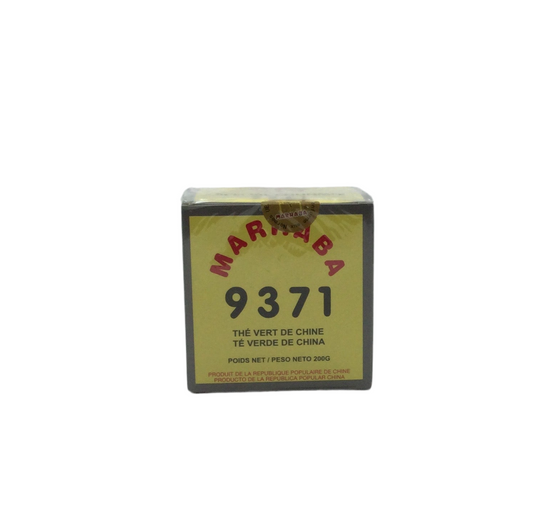 MARHABA
9371
THÉ VERT DE CHINE
TÉ VERDE DE CHINA
POIDS NET / PESO NETO 200G
PRODUIT DE LA REPUBLIQUE POPULAIRE DE CHINE
PRODUCTO DE LA REPUBLICA POPULAR CHINA